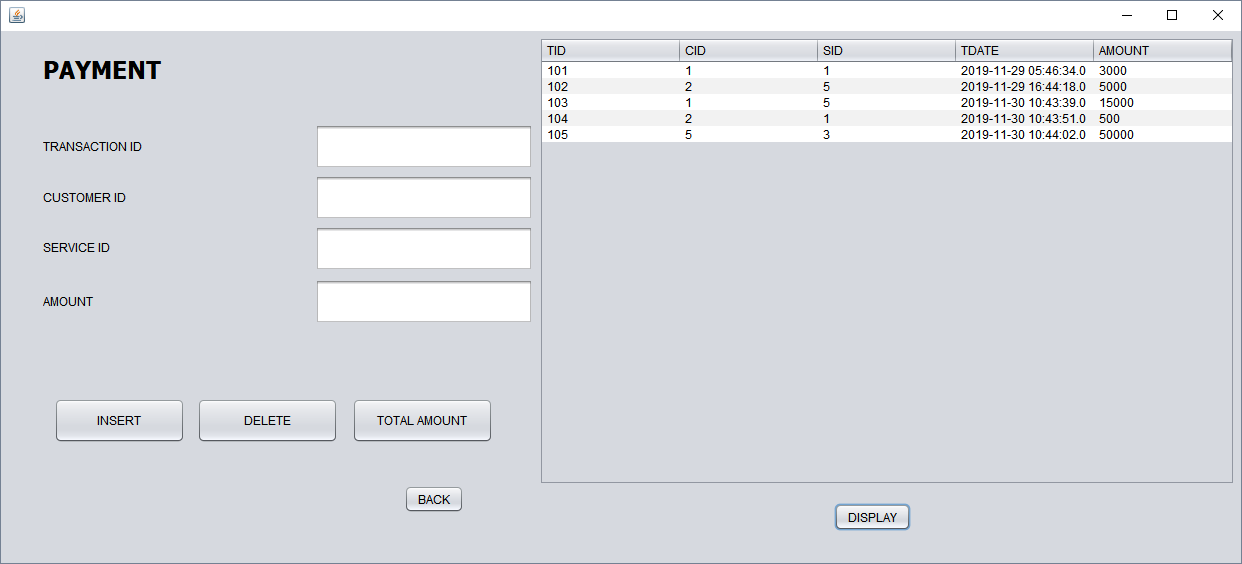 PAYMENT
TRANSACTION ID
CUSTOMER ID
SERVICE ID
AMOUNT
INSERT DELETE TOTAL AMOUNT
BACK
TID CID SID TDATE AMOUNT
101 1 1 2019-11-29 05:46:34.0 3000
102 2 5 2019-11-29 16:44:18.0 5000
103 1 5 2019-11-30 10:43:39.0 15000
104 2 1 2019-11-30 10:43:51.0 500
105 5 3 2019-11-30 10:44:02.0 50000
DISPLAY